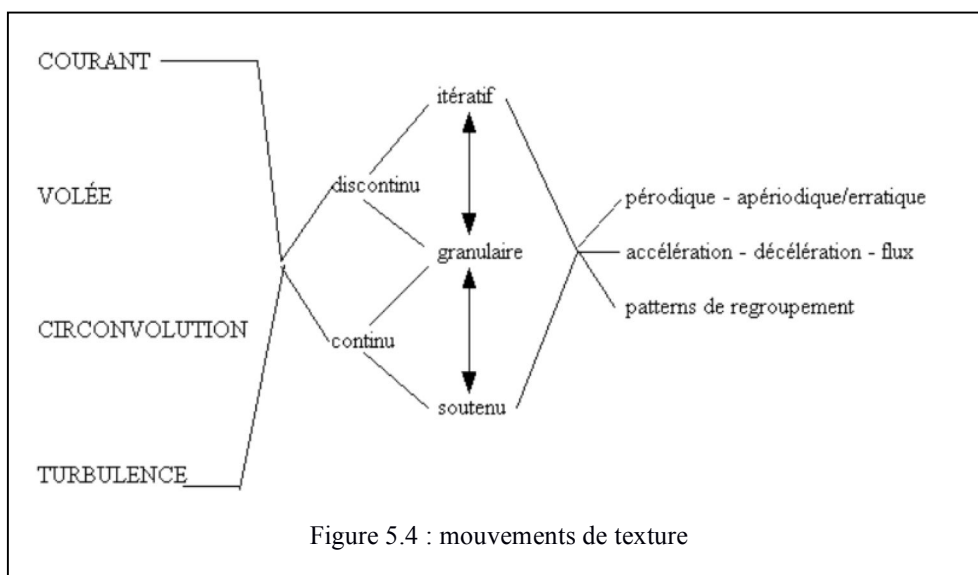 COURANT
VOLÉE
CIRCONVOLUTION
TURBULENCE
discontinu
continu
itératif
granulaire
soutenu
pérodique - apériodique/erratique
accélération - décélération - flux
patterns de regroupement
Figure 5.4 : mouvements de texture